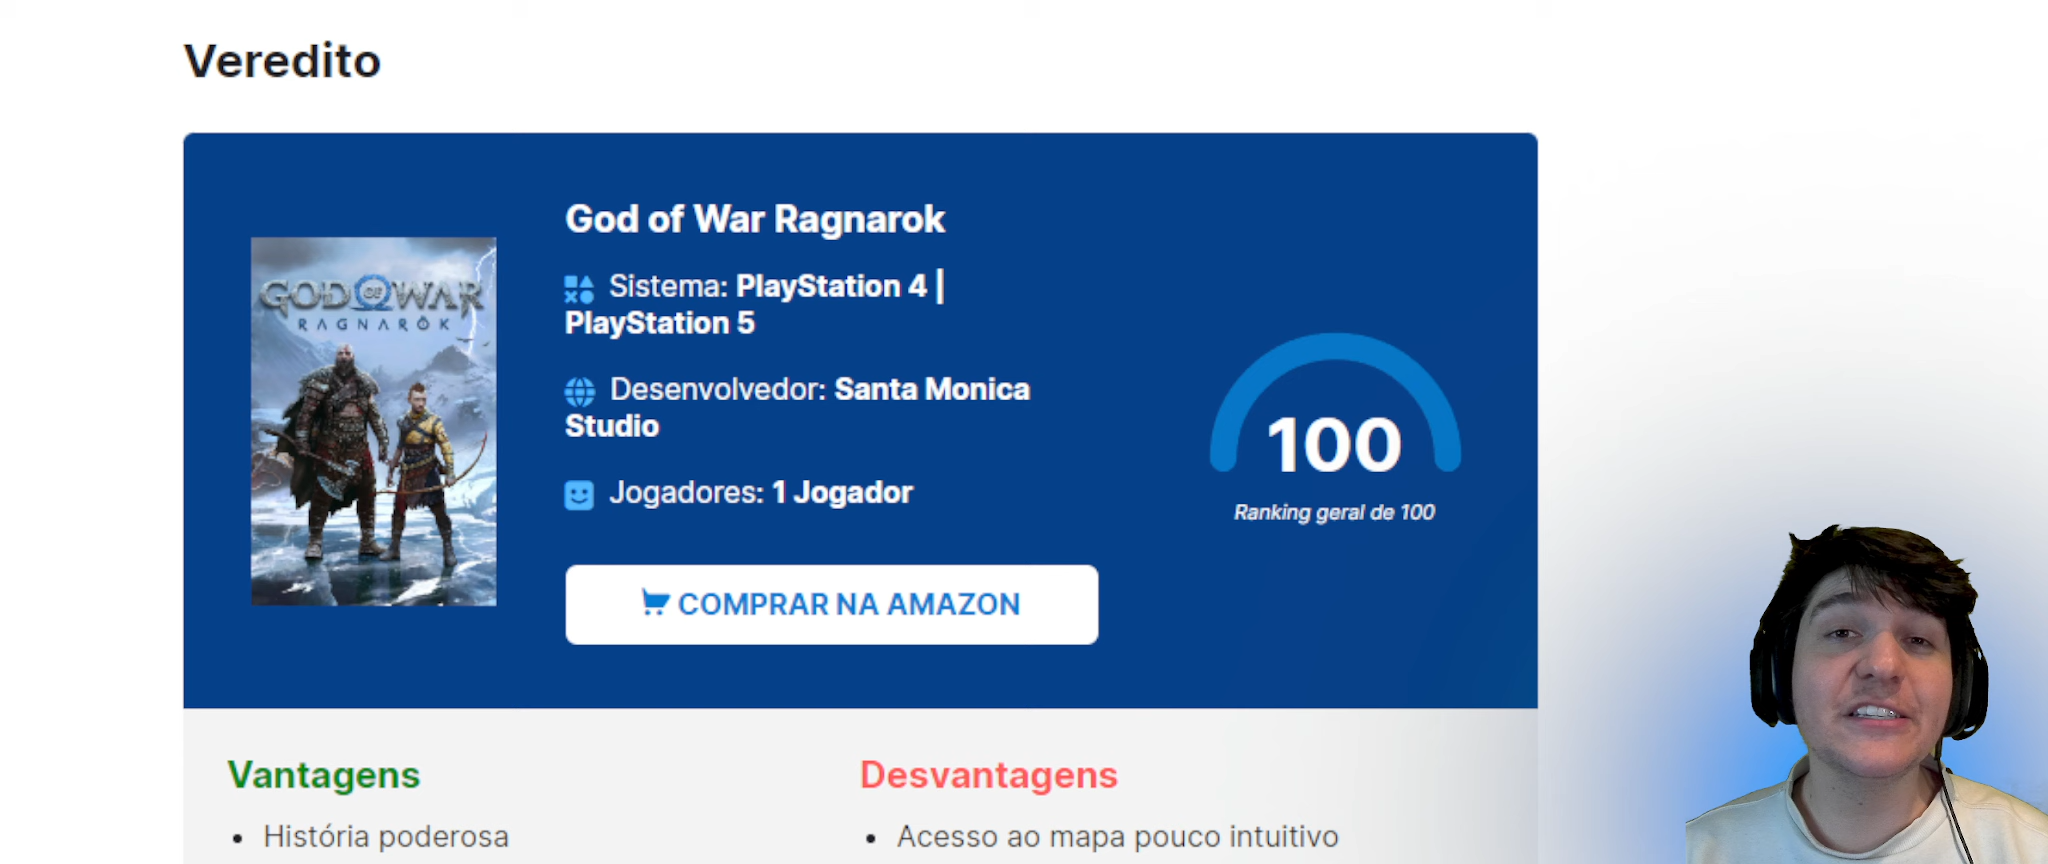 Veredito
GOD OF WAR
RAGNARÖK
God of War Ragnarok
Sistema: PlayStation 4 |
PlayStation 5
Desenvolvedor: Santa Monica
Studio
Jogadores: 1 Jogador
COMPRAR NA AMAZON
100
Ranking geral de 100
Vantagens
• História poderosa
Desvantagens
• Acesso ao mapa pouco intuitivo